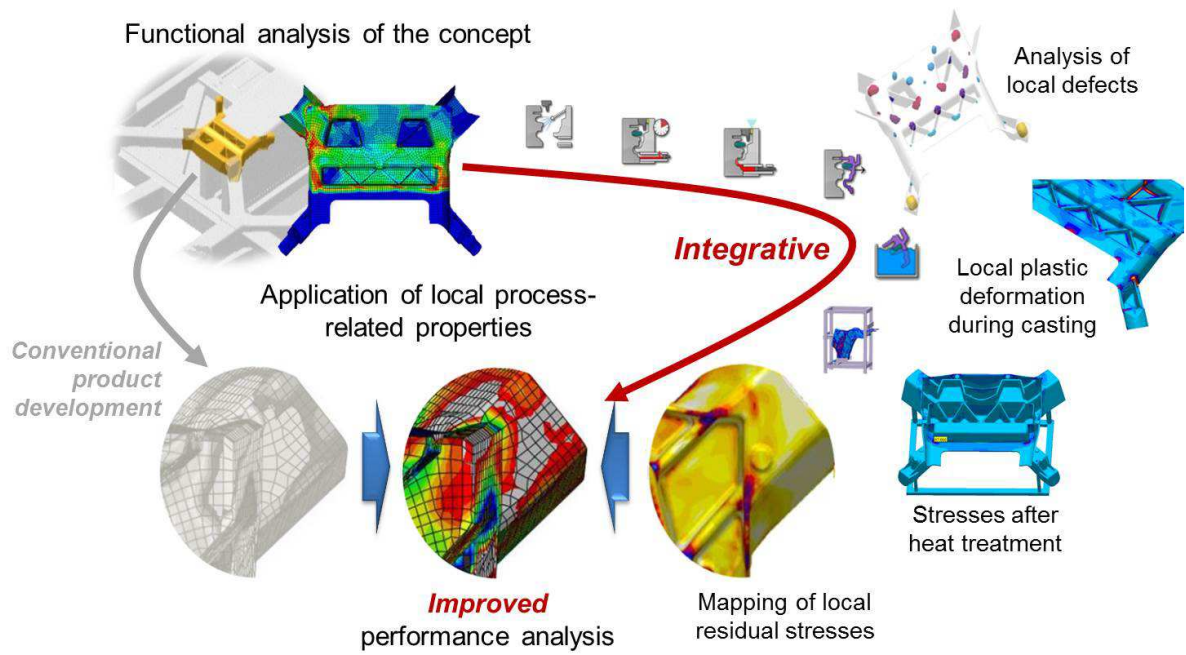 Functional analysis of the concept
Analysis of
local defects
Integrative
Local plastic
deformation
during casting
Application of local process-
related properties
Conventional
product
development
Stresses after
heat treatment
Improved
performance analysis
Mapping of local
residual stresses